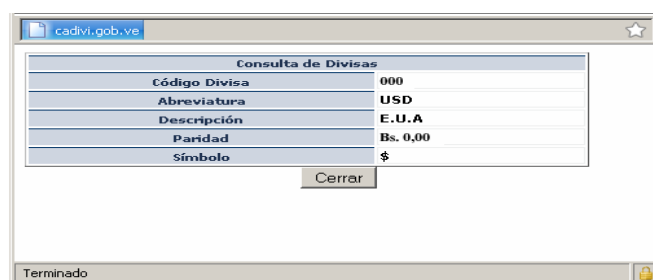 cadivi.gob.ve
Consulta de Divisas
Código Divisa 000
Abreviatura USD
Descripción E.U.A
Paridad Bs. 0,00
Símbolo $
Cerrar
Terminado